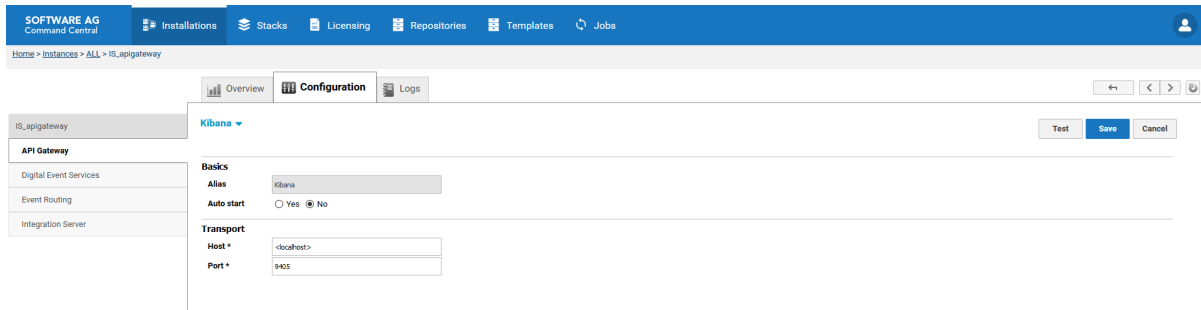 SOFTWARE AG
Command Central
Installations
Stacks
Licensing
Repositories
Templates
Jobs
Home > Instances > ALL > IS_apigateway
Overview
Configuration
Logs
IS_apigateway
API Gateway
Digital Event Services
Event Routing
Integration Server
Kibana
Test
Save
Cancel
Basics
Alias
Kibana
Auto start
Yes
No
Transport
Host *
<localhost>
Port *
9405